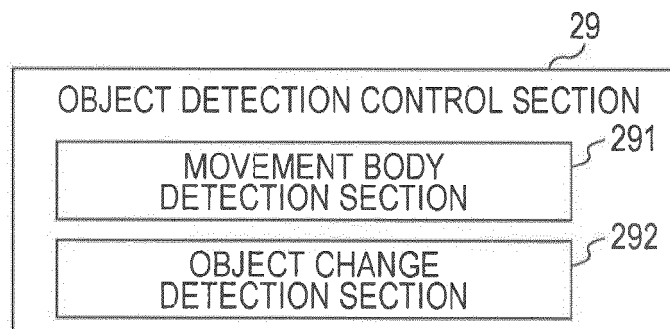 29
OBJECT DETECTION CONTROL SECTION
291
MOVEMENT BODY
DETECTION SECTION
292
OBJECT CHANGE
DETECTION SECTION